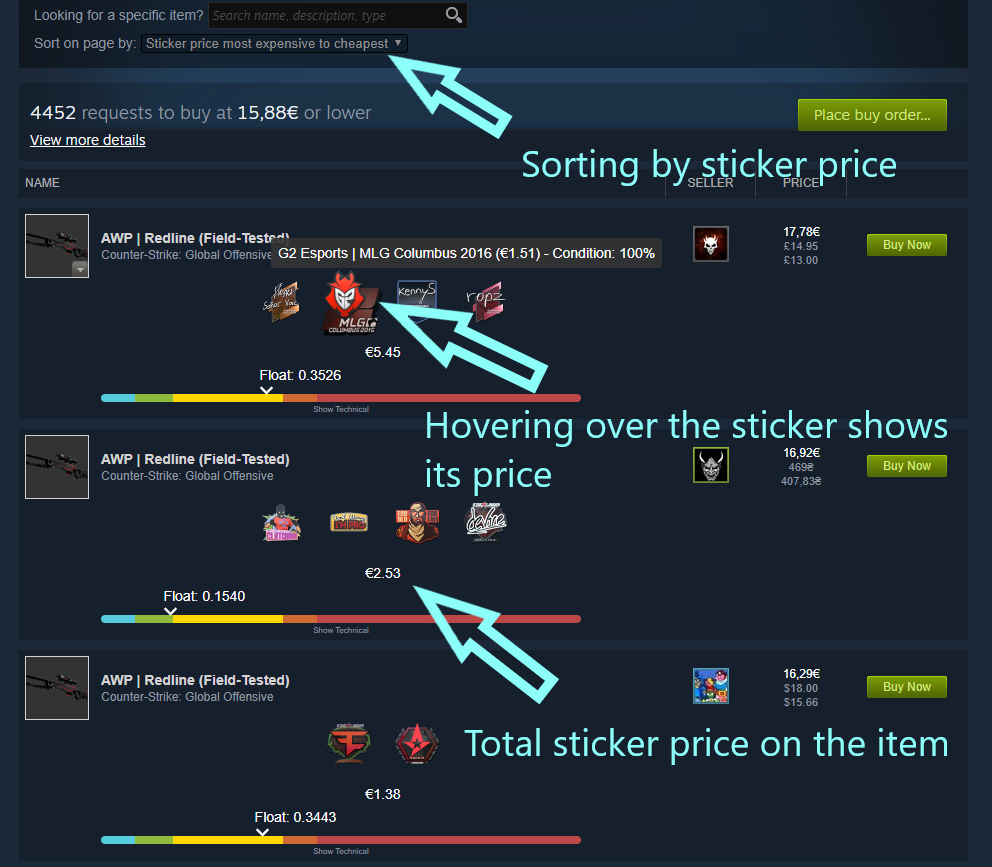 Looking for a specific item? Search name, description, type
Sort on page by: Sticker price most expensive to cheapest
4452 requests to buy at 15,88€ or lower
Place buy order...
View more details
Sorting by sticker price
NAME SELLER PRICE
AWP | Redline (Field-Tested)
Counter-Strike: Global Offensive
17,78€
£14.95
£13.00
Buy Now
G2 Esports | MLG Columbus 2016 (€1.51) - Condition: 100%
KennyS
ropz
MLG
COLUMBUS 2016
€5.45
Float: 0.3526
Show Technical
Hovering over the sticker shows
its price
AWP | Redline (Field-Tested)
Counter-Strike: Global Offensive
16,92€
469₴
407,83₴
Buy Now
€2.53
Float: 0.1540
Show Technical
AWP | Redline (Field-Tested)
Counter-Strike: Global Offensive
16,29€
$18.00
$15.66
Buy Now
Total sticker price on the item
€1.38
Float: 0.3443
Show Technical